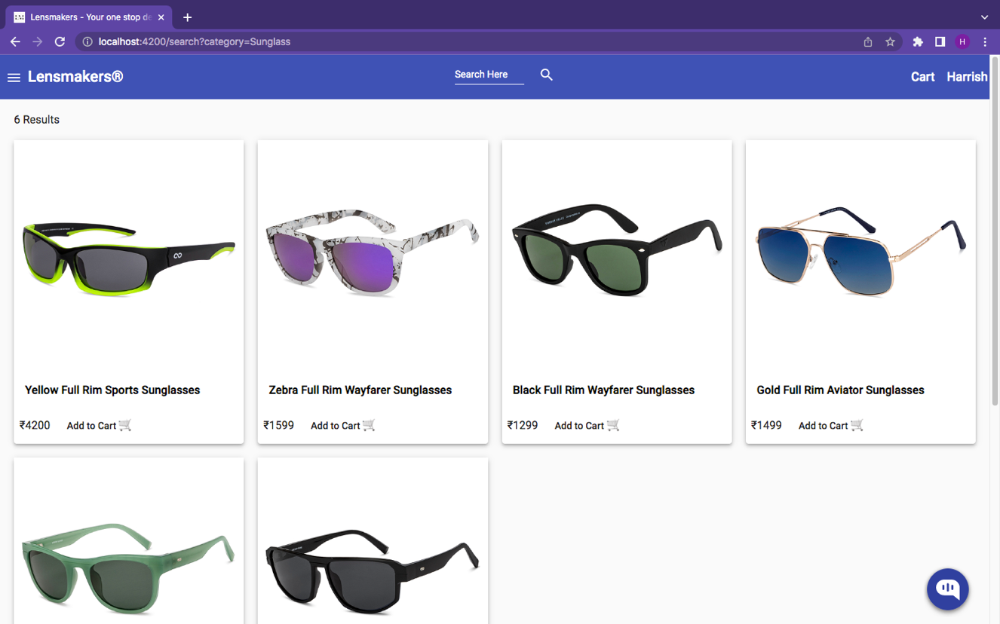 Lensmakers - Your one stop de
localhost:4200/search?category=Sunglass
H
Lensmakers®
Search Here
Cart
Harrish
6 Results
Yellow Full Rim Sports Sunglasses
₹4200 Add to Cart
Zebra Full Rim Wayfarer Sunglasses
₹1599 Add to Cart
Black Full Rim Wayfarer Sunglasses
₹1299 Add to Cart
Gold Full Rim Aviator Sunglasses
₹1499 Add to Cart